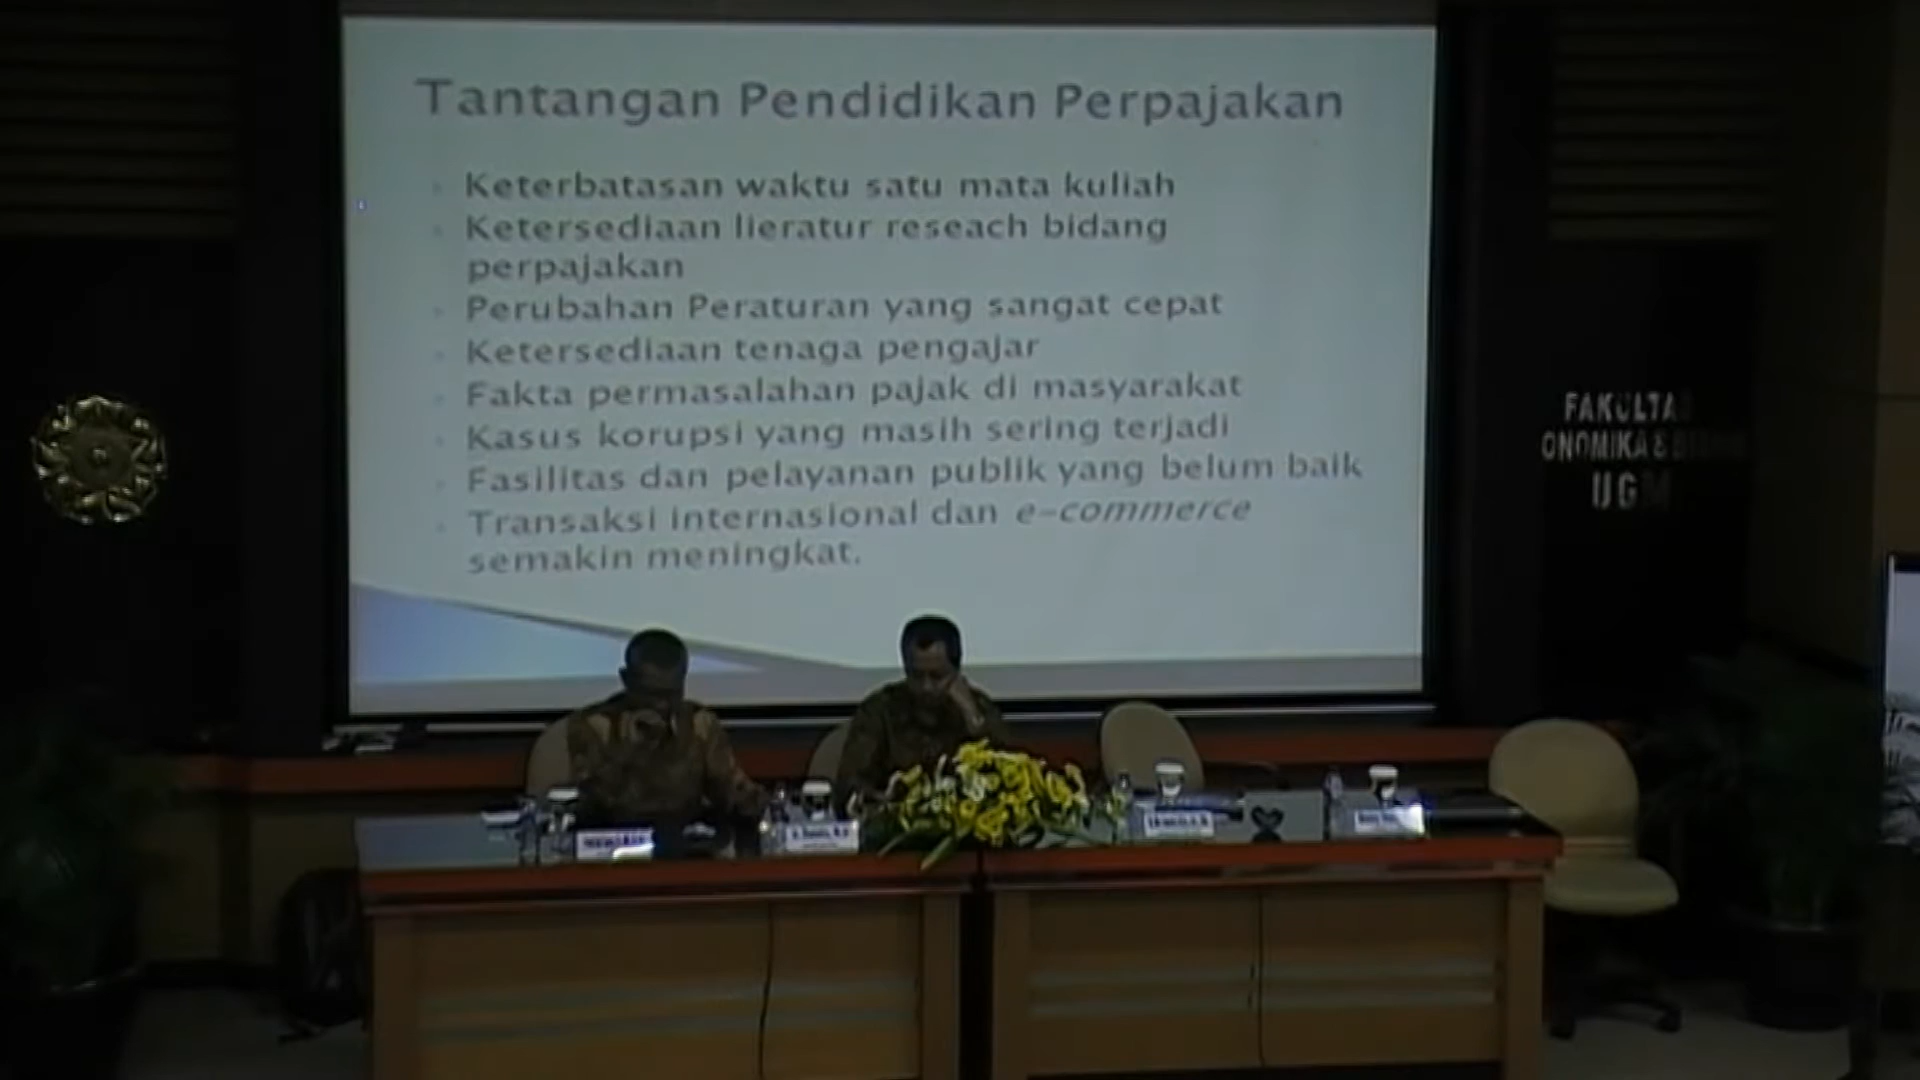 Tantangan Pendidikan Perpajakan
Keterbatasan waktu satu mata kuliah
Ketersediaan lieratur reseach bidang
perpajakan
Perubahan Peraturan yang sangat cepat
Ketersediaan tenaga pengajar
Fakta permasalahan pajak di masyarakat
Kasus korupsi yang masih sering terjadi
Fasilitas dan pelayanan publik yang belum baik
Transaksi internasional dan e-commerce
semakin meningkat.
FAKULTA
ONOMIKA &
UGM